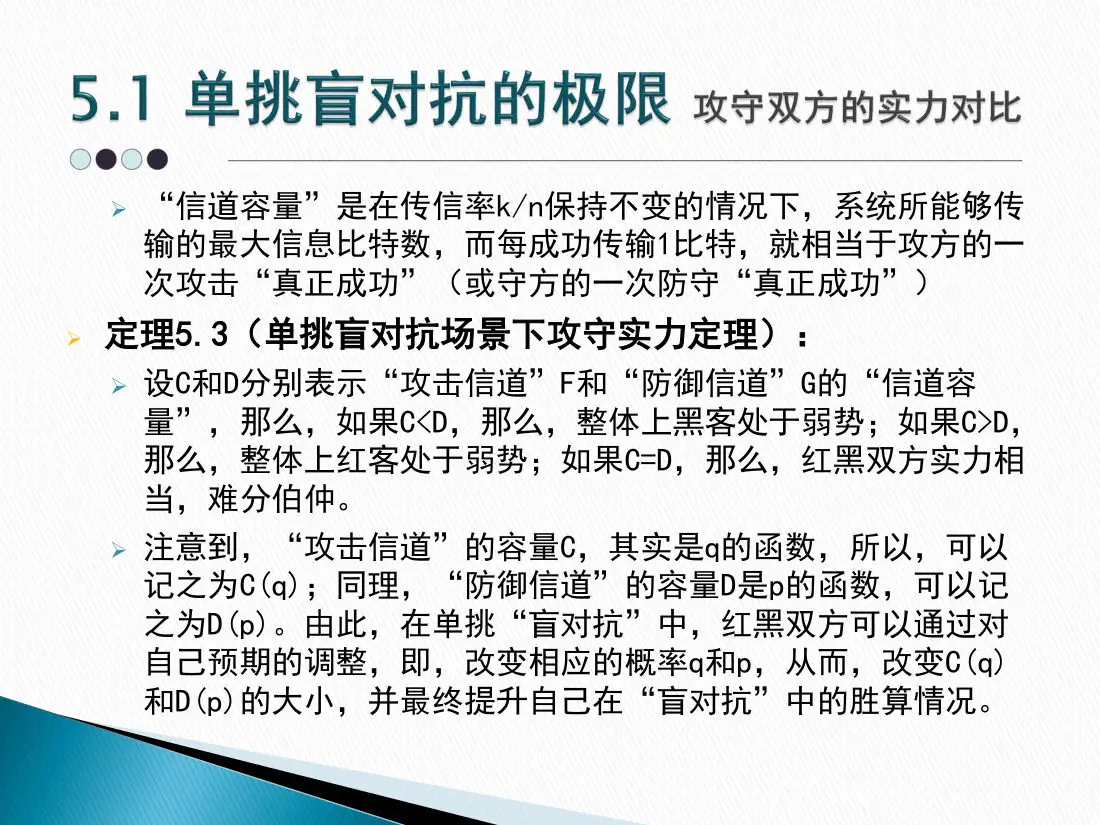 5.1 单挑盲对抗的极限 攻守双方的实力对比
“信道容量”是在传信率k/n保持不变的情况下，系统所能够传
输的最大信息比特数，而每成功传输1比特，就相当于攻方的一
次攻击“真正成功”（或守方的一次防守“真正成功”）
定理5.3（单挑盲对抗场景下攻守实力定理）：
设C和D分别表示“攻击信道”F和“防御信道”G的“信道容
量”，那么，如果C<D，那么，整体上黑客处于弱势；如果C>D，
那么，整体上红客处于弱势；如果C=D，那么，红黑双方实力相
当，难分伯仲。
注意到，“攻击信道”的容量C，其实是q的函数，所以，可以
记之为C(q)；同理，“防御信道”的容量D是p的函数，可以记
之为D(p)。由此，在单挑“盲对抗”中，红黑双方可以通过对
自己预期的调整，即，改变相应的概率q和p，从而，改变C(q)
和D(p)的大小，并最终提升自己在“盲对抗”中的胜算情况。